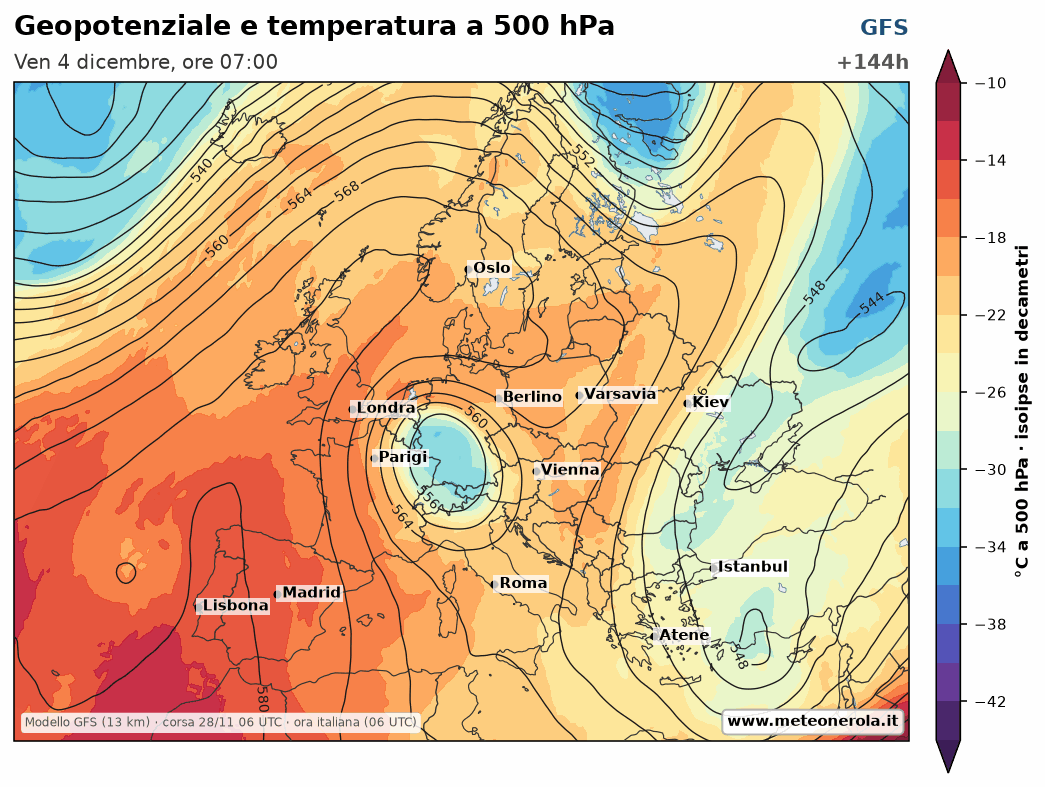 Geopotenziale e temperatura a 500 hPa
GFS
Ven 4 dicembre, ore 07:00
+144h
540
552
564
568
560
548
544
Oslo
Berlino
Varsavia
Kiev
Londra
560
Parigi
Vienna
556
564
Istanbul
Roma
Madrid
Lisbona
Atene
548
580
Modello GFS (13 km) · corsa 28/11 06 UTC · ora italiana (06 UTC)
www.meteonerola.it
−10
−14
−18
−22
−26
−30
−34
−38
−42
°C a 500 hPa · isoipse in decametri